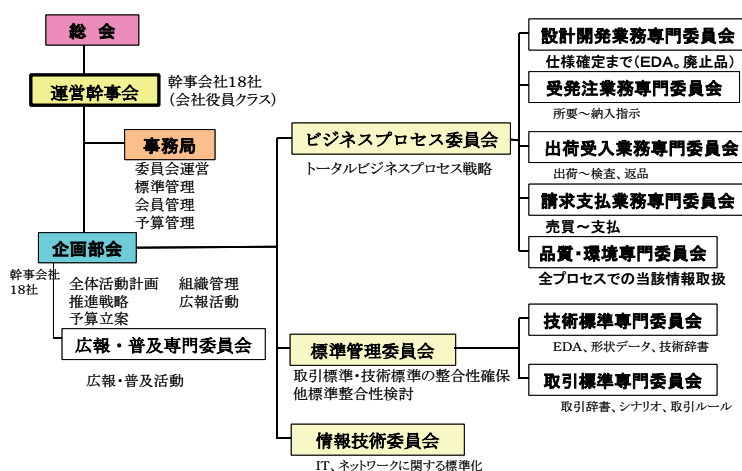 総　会
運営幹事会
幹事会社18社
(会社役員クラス)
事務局
委員会運営
標準管理
会員管理
予算管理
企画部会
幹事会社
18社
全体活動計画　組織管理
推進戦略　広報活動
予算立案
広報・普及専門委員会
広報・普及活動
ビジネスプロセス委員会
トータルビジネスプロセス戦略
設計開発業務専門委員会
仕様確定まで(EDA。廃止品)
受発注業務専門委員会
所要～納入指示
出荷受入業務専門委員会
出荷～検査、返品
請求支払業務専門委員会
売買～支払
品質・環境専門委員会
全プロセスでの当該情報取扱
標準管理委員会
取引標準・技術標準の整合性確保
他標準整合性検討
技術標準専門委員会
EDA、形状データ、技術辞書
取引標準専門委員会
取引辞書、シナリオ、取引ルール
情報技術委員会
IT、ネットワークに関する標準化